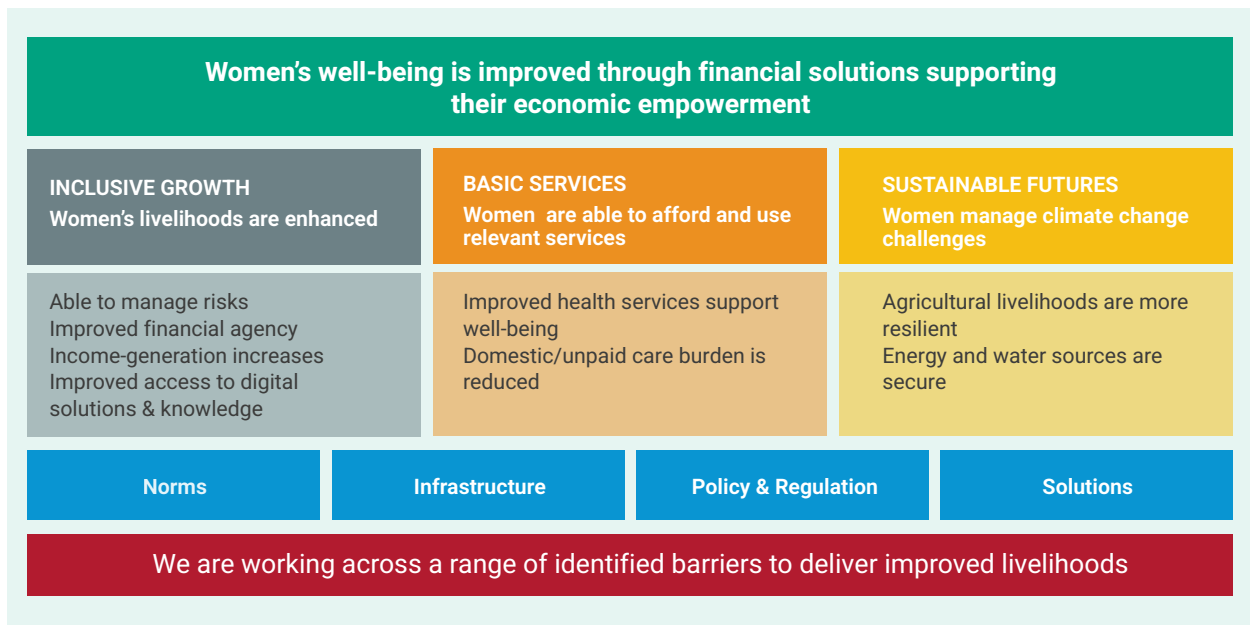 Women’s well-being is improved through financial solutions supporting
their economic empowerment
INCLUSIVE GROWTH
Women’s livelihoods are enhanced
BASIC SERVICES
Women  are able to afford and use
relevant services
SUSTAINABLE FUTURES
Women manage climate change
challenges
Able to manage risks
Improved financial agency
Income-generation increases
Improved access to digital
solutions & knowledge
Improved health services support
well-being
Domestic/unpaid care burden is
reduced
Agricultural livelihoods are more
resilient
Energy and water sources are
secure
Norms
Infrastructure
Policy & Regulation
Solutions
We are working across a range of identified barriers to deliver improved livelihoods